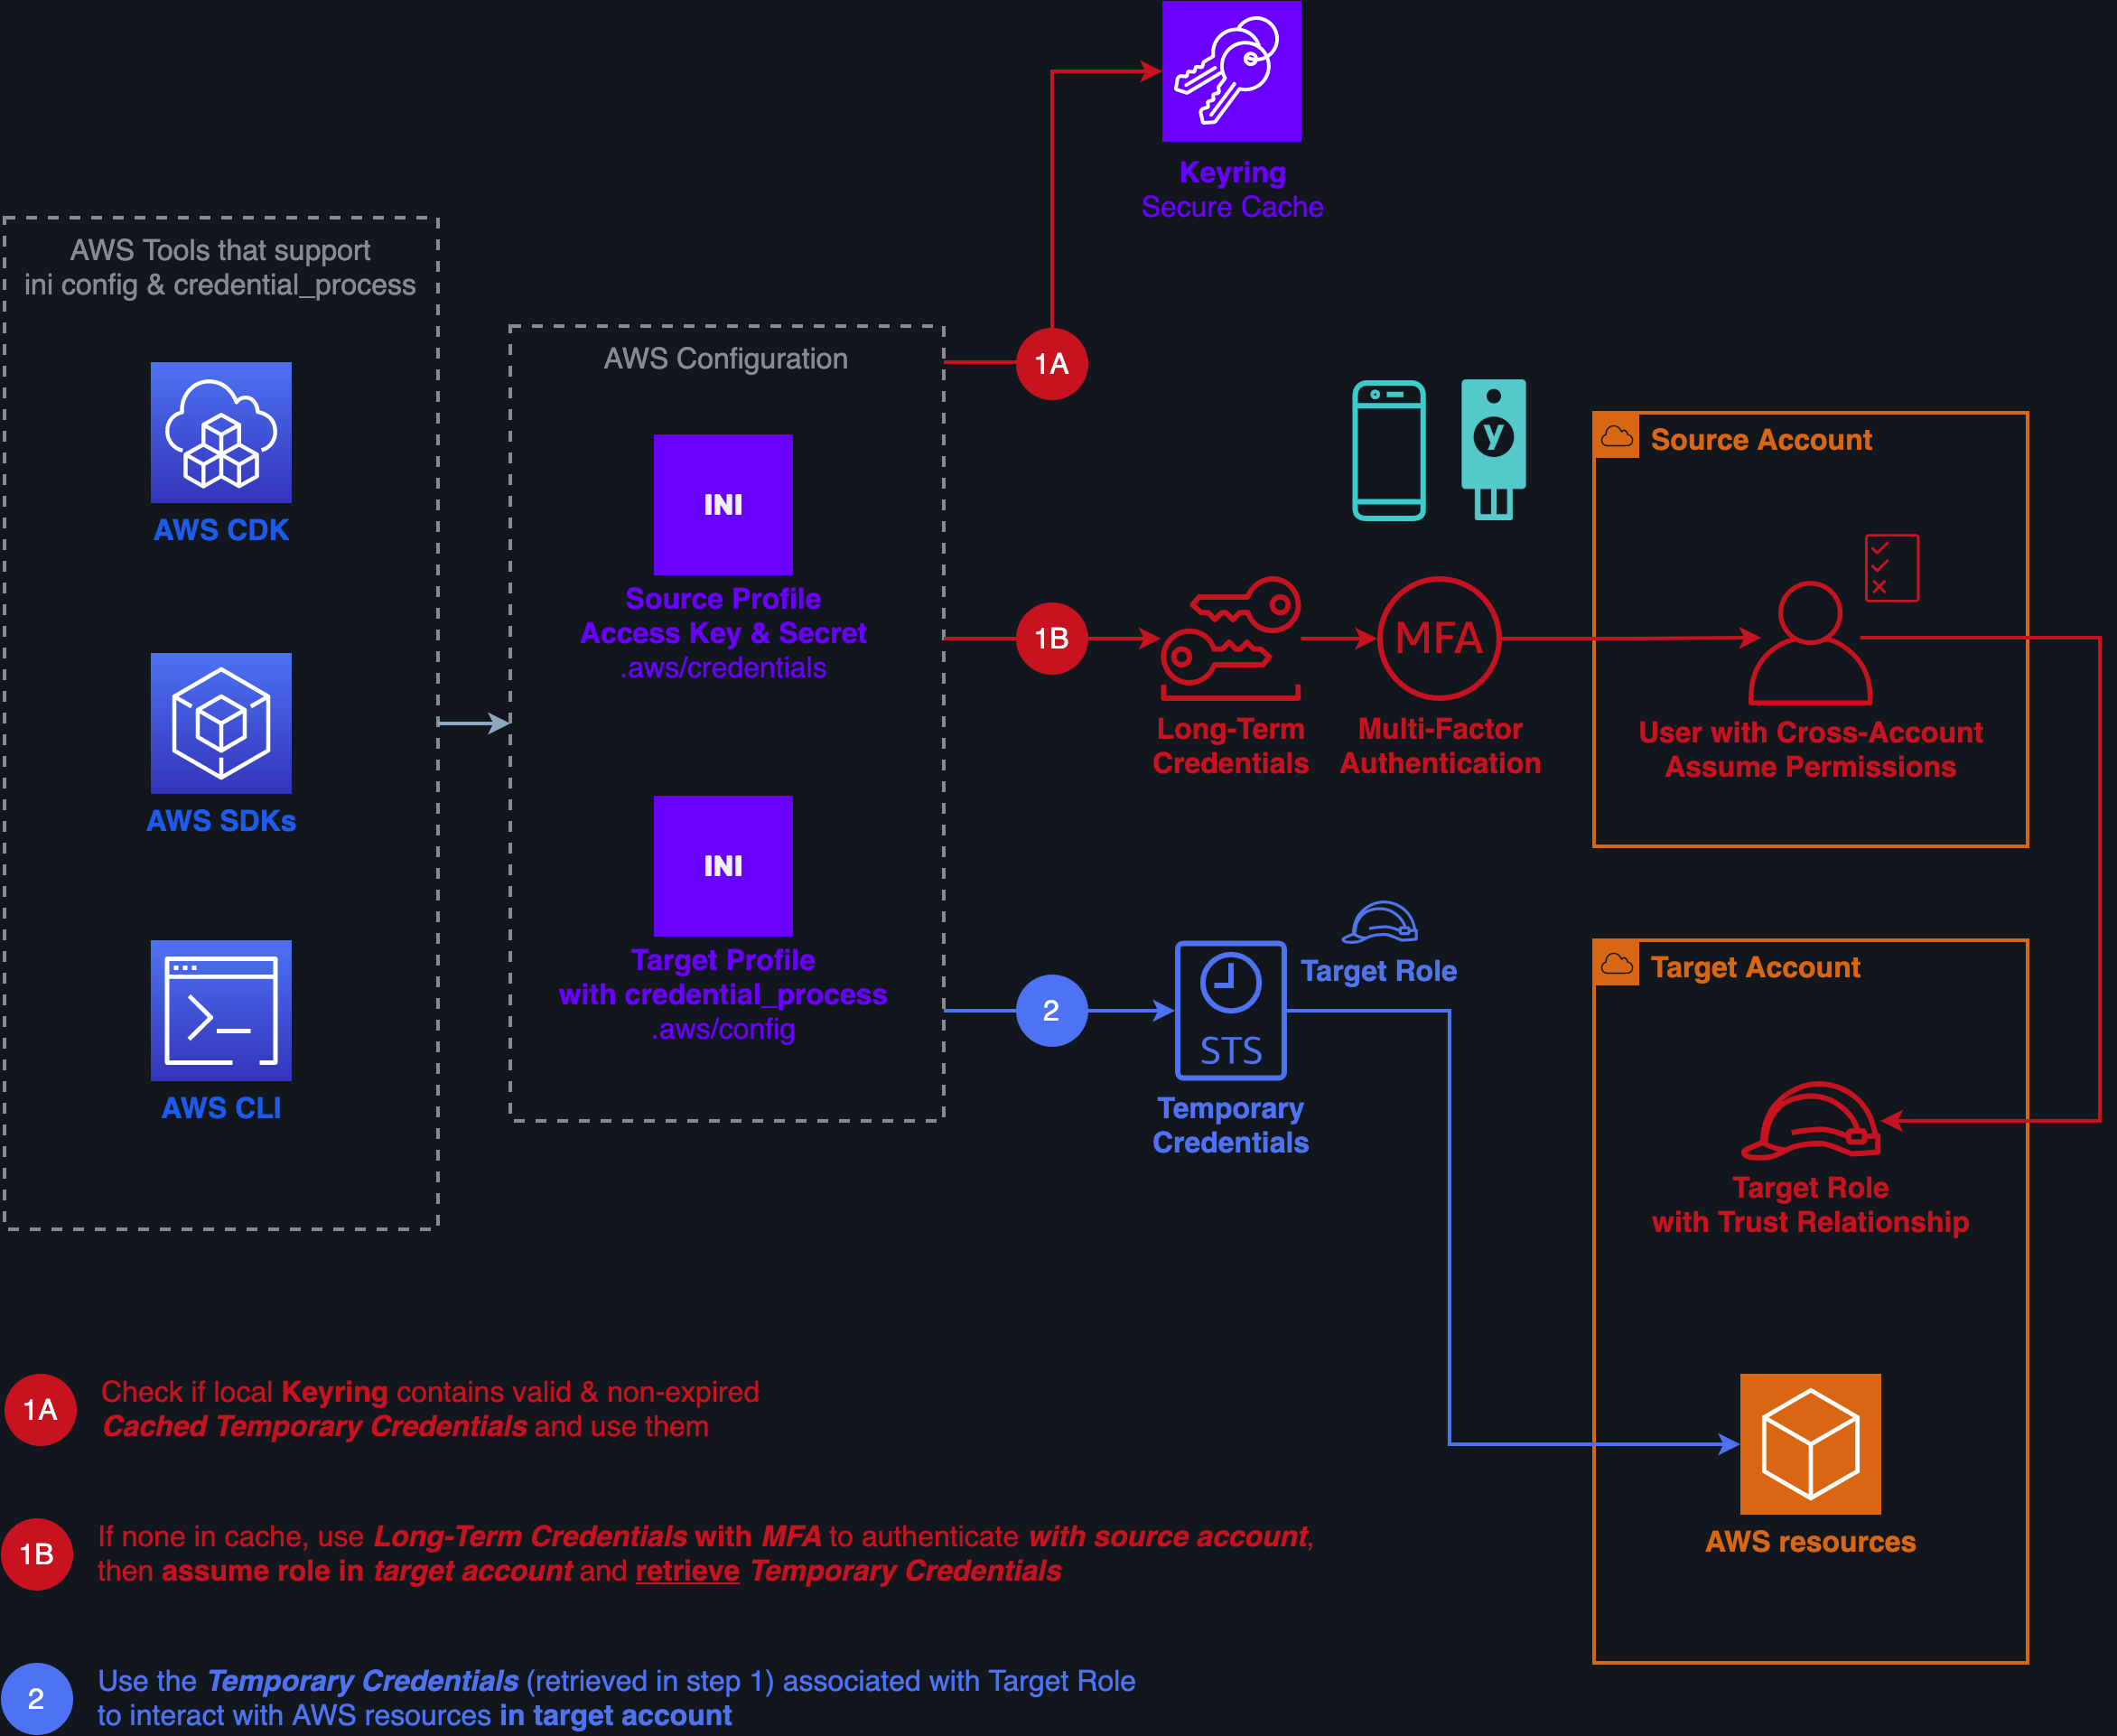 Keyring
Secure Cache
AWS Tools that support
ini config & credential_process
AWS CDK
AWS SDKs
AWS CLI
AWS Configuration
INI
Source Profile
Access Key & Secret
.aws/credentials
INI
Target Profile
with credential_process
.aws/config
1A
1B
Long-Term
Credentials
MFA
Multi-Factor
Authentication
y
Source Account
User with Cross-Account
Assume Permissions
2
STS
Temporary
Credentials
Target Role
Target Account
Target Role
with Trust Relationship
AWS resources
1A
Check if local Keyring contains valid & non-expired
Cached Temporary Credentials and use them
1B
If none in cache, use Long-Term Credentials with MFA to authenticate with source account,
then assume role in target account and retrieve Temporary Credentials
2
Use the Temporary Credentials (retrieved in step 1) associated with Target Role
to interact with AWS resources in target account